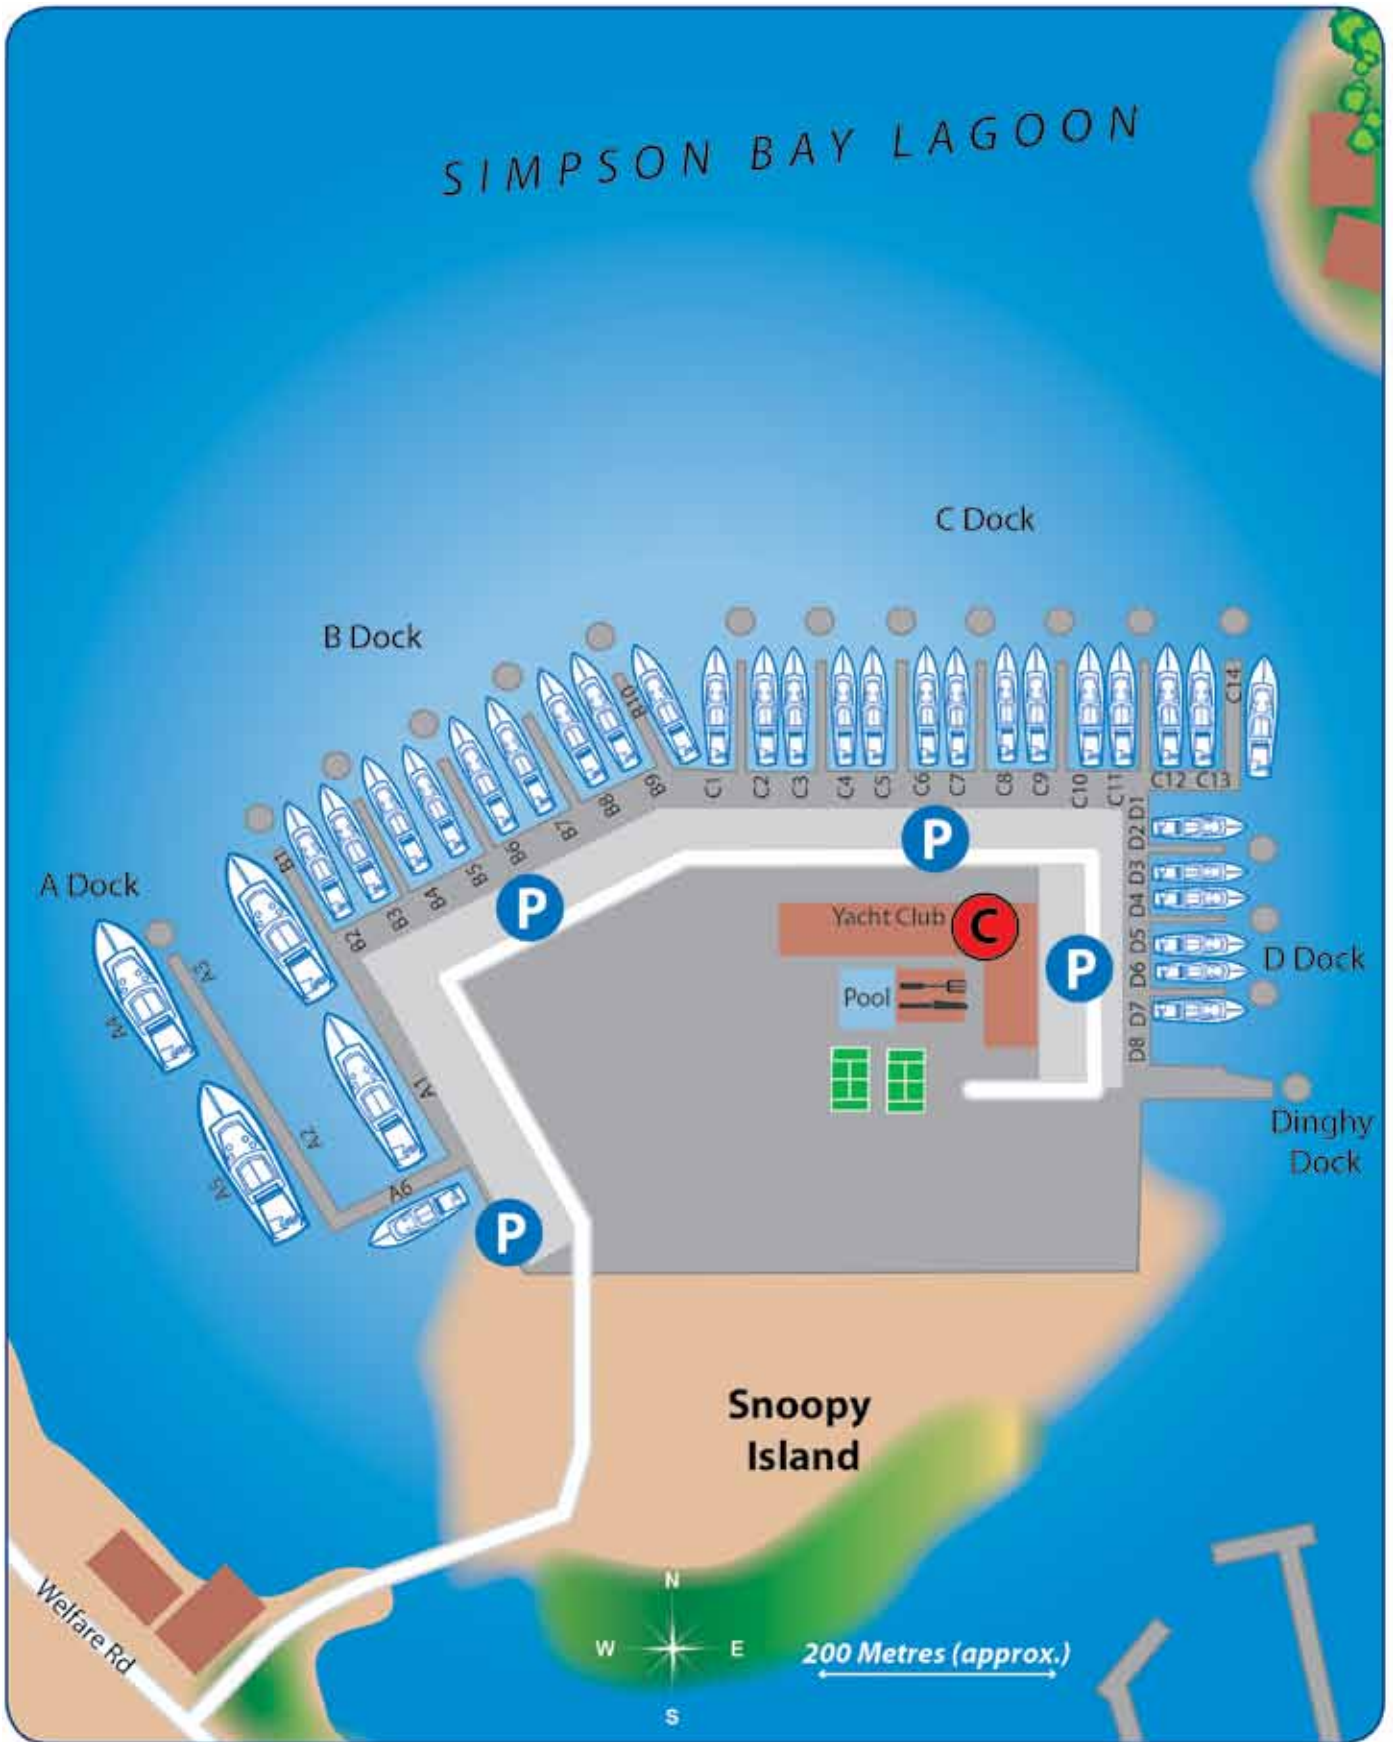 SIMPSON BAY LAGOON
C Dock
B Dock
C14
B10
C1
C2
C3
C4
C5
C6
C7
C8
C9
C10
C11
C12
C13
B1
B2
B3
B4
B5
B6
B7
B8
B9
D1
D2
D3
D4
D5
D6
D7
D8
A Dock
P
P
P
P
Yacht Club
C
Pool
D Dock
A3
A4
A1
A2
A5
A6
Dinghy
Dock
Snoopy
Island
Welfare Rd
N
W
E
S
200 Metres (approx.)